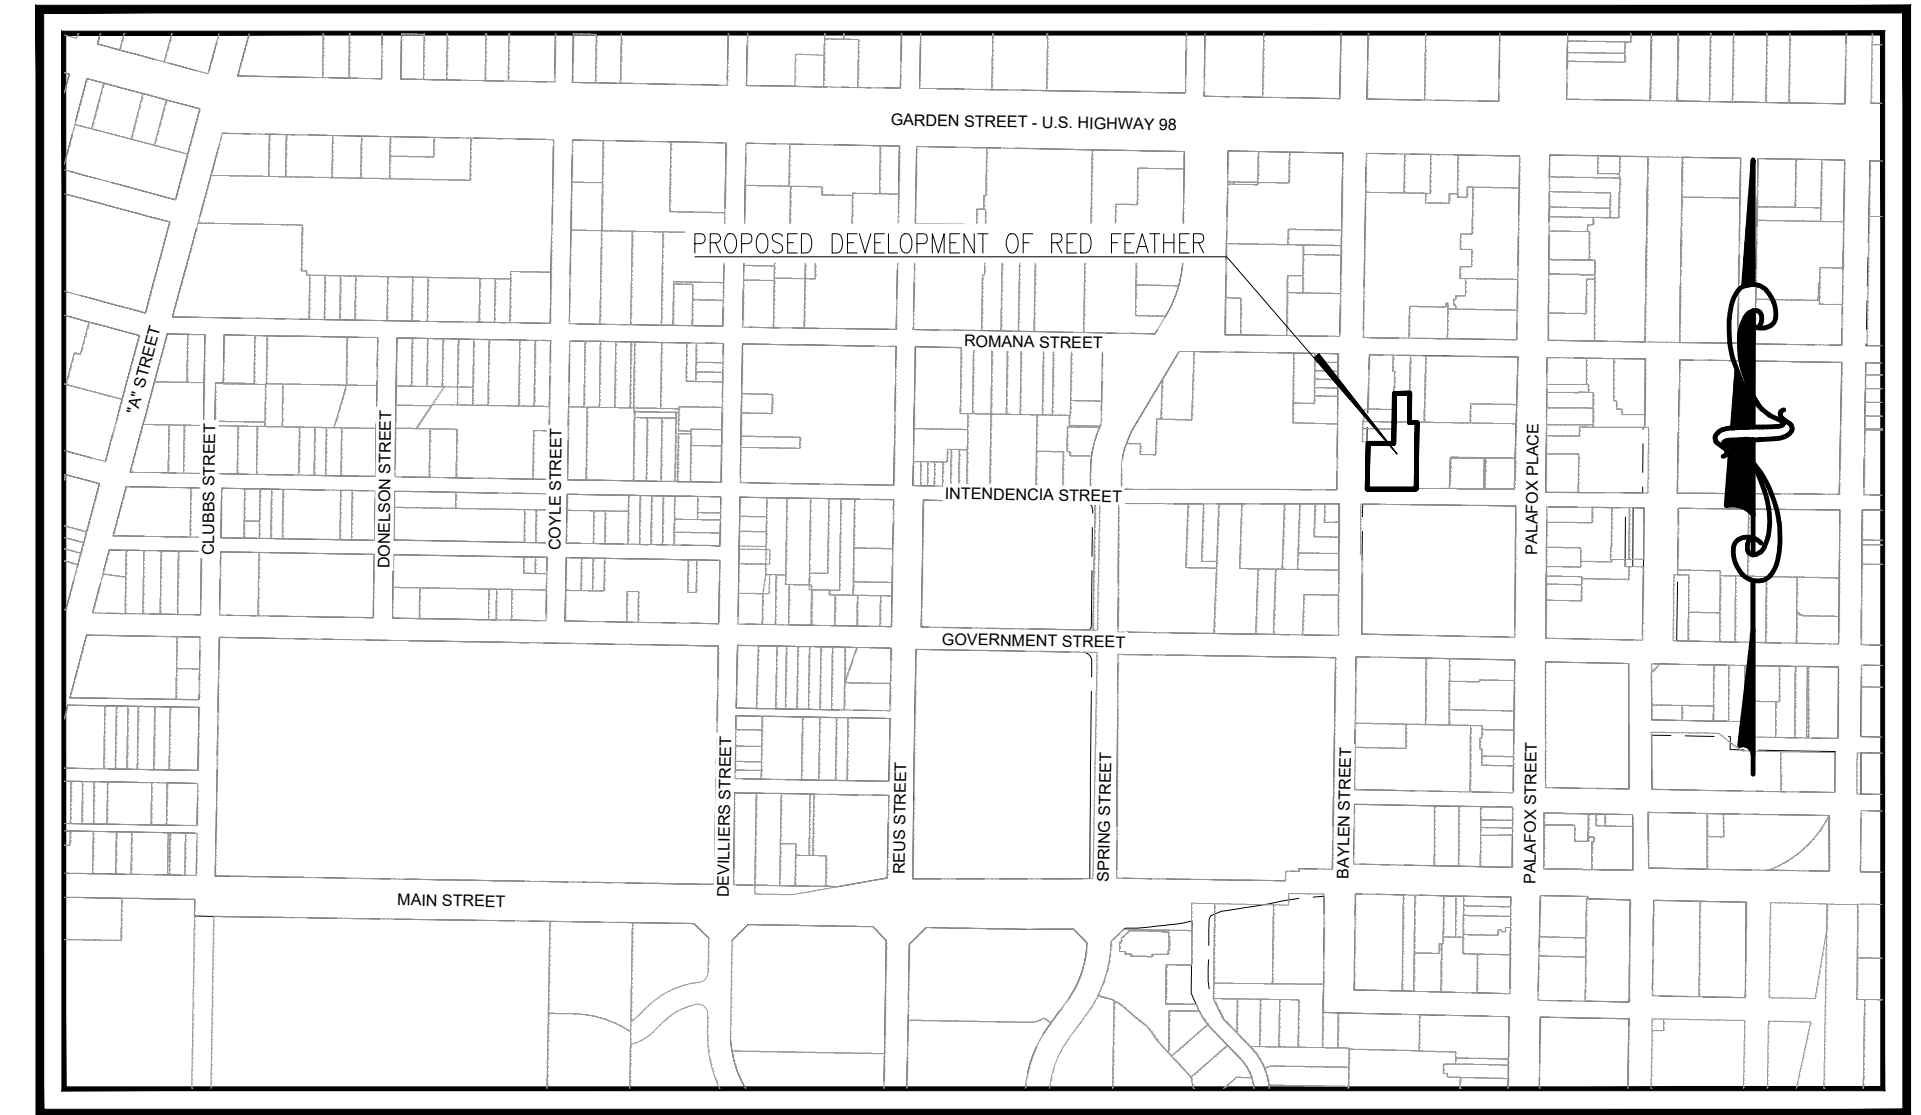 GARDEN STREET - U.S. HIGHWAY 98
PROPOSED DEVELOPMENT OF RED FEATHER
ROMANA STREET
"A" STREET
CLUBBS STREET
DONELSON STREET
COYLE STREET
INTENDENCIA STREET
PALAFOX PLACE
GOVERNMENT STREET
DEVILLIERS STREET
REUS STREET
SPRING STREET
BAYLEN STREET
PALAFOX STREET
MAIN STREET